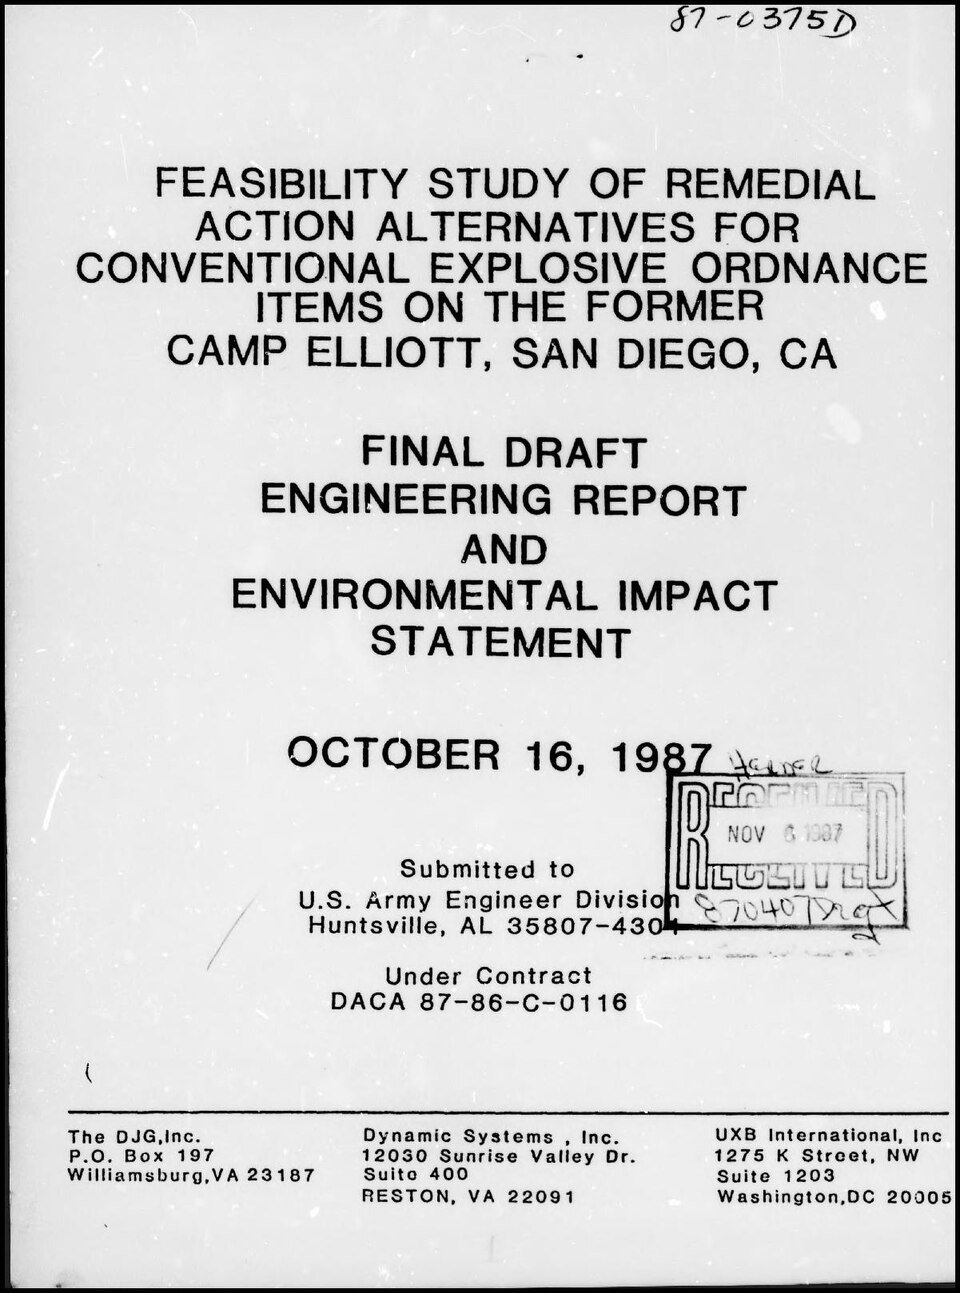 87-0375D
FEASIBILITY STUDY OF REMEDIAL
ACTION ALTERNATIVES FOR
CONVENTIONAL EXPLOSIVE ORDNANCE
ITEMS ON THE FORMER
CAMP ELLIOTT, SAN DIEGO, CA
FINAL DRAFT
ENGINEERING REPORT
AND
ENVIRONMENTAL IMPACT
STATEMENT
OCTOBER 16, 1987
RECEIVED
NOV 6 1987
RECEIVED
870407
Submitted to
U.S. Army Engineer Division
Huntsville, AL 35807-4301
Under Contract
DACA 87-86-C-0116
The DJG,Inc.
P.O. Box 197
Williamsburg,VA 23187
Dynamic Systems , Inc.
12030 Sunrise Valley Dr.
Suite 400
RESTON, VA 22091
UXB International, Inc
1275 K Street, NW
Suite 1203
Washington,DC 20005